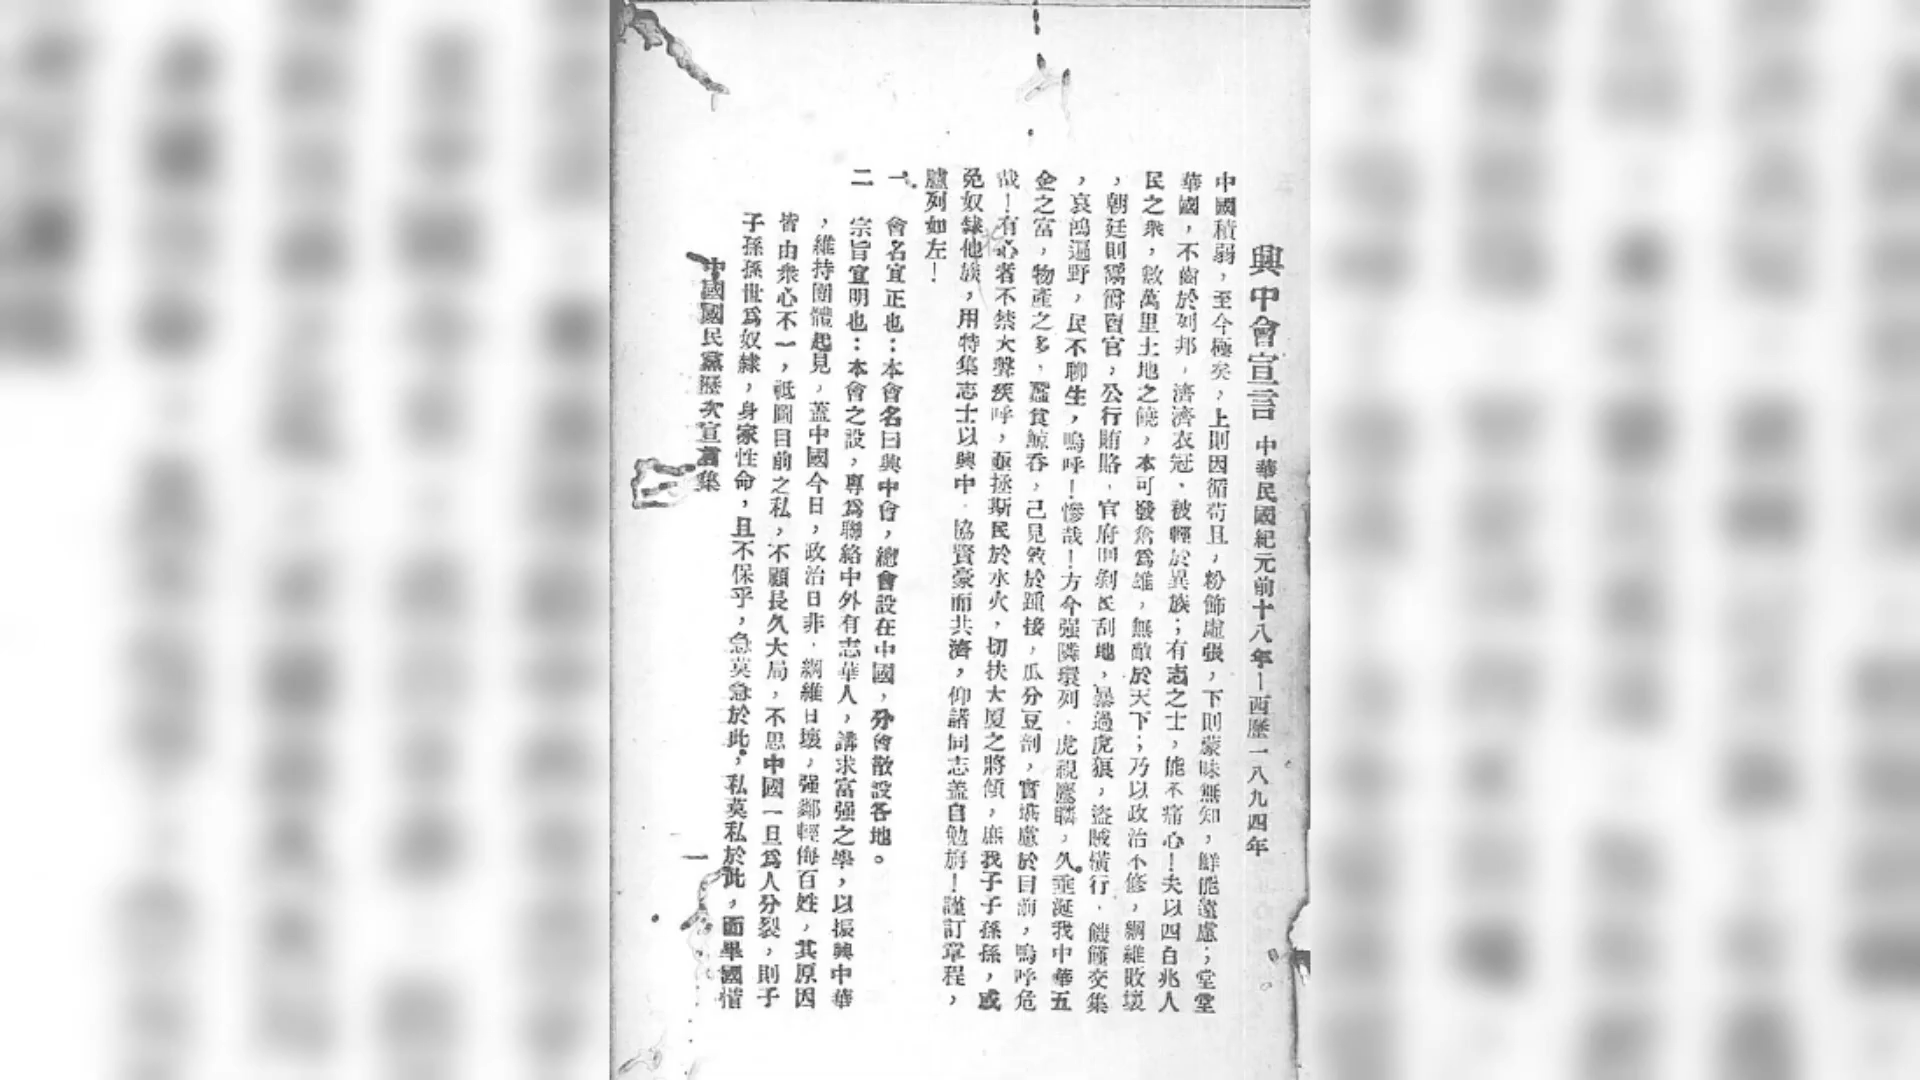 興中會宣言 中華民國紀元前十八年—西歷一八九四年
中國積弱，至今極矣，上則因循苟且，粉飾虛張，下則蒙昧無知，鮮能遠慮；堂堂
華國，不齒於列邦，濟濟衣冠，被輕於異族；有志之士，能不痛心！夫以四百兆人
民之衆，數萬里土地之饒，本可發奮爲雄，無敵於天下；乃以政治不修，綱維敗壞
，朝廷則鬻爵賣官，公行賄賂，官府則剝民刮地，暴過虎狼，盜賊橫行，饑饉交集
，哀鴻遍野，民不聊生，嗚呼！慘哉！方今强隣環列，虎視鷹瞵，久垂涎我中華五
金之富，物產之多，蠶食鯨吞，已見效於踵接，瓜分豆剖，實堪慮於目前，嗚呼危
哉！有心者不禁大聲疾呼，亟拯斯民於水火，切扶大厦之將傾，庶我子子孫孫，或
免奴隸他族，用特集志士以興中，協賢豪而共濟，仰諸同志盖自勉旃！謹訂章程，
臚列如左！
一、會名宜正也：本會名曰興中會，總會設在中國，分會散設各地。
二 宗旨宜明也：本會之設，專爲聯絡中外有志華人，講求富强之學，以振興中華
，維持團體起見，蓋中國今日，政治日非，綱維日壞，强鄰輕侮百姓，其原因
皆由衆心不一，祗圖目前之私，不顧長久大局，不思中國一旦爲人分裂，則子
子孫孫世爲奴隸，身家性命，且不保乎，急莫急於此，私莫私於此，而舉國憒
中國國民黨歷次宣言集
一